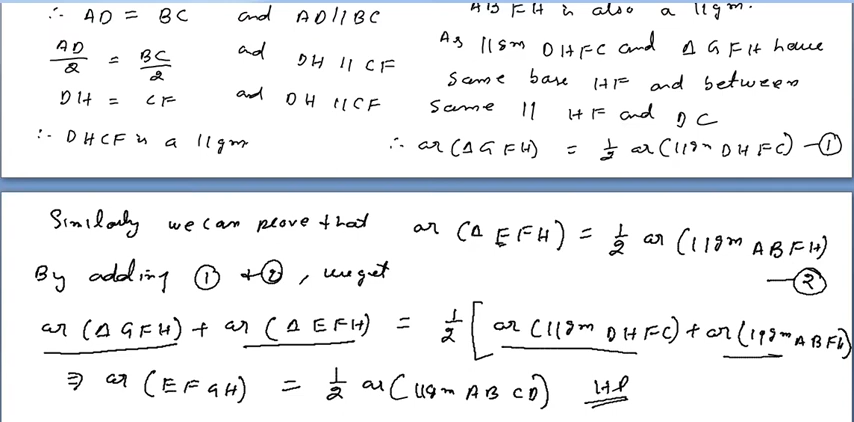 ∴ AD = BC and AD // BC
AD/2 = BC/2 ad DH // CF
DH = CF and DH // CF
∴ DHCF is a //gm
ABFH is also a //gm.
As //gm DHFC and Δ GFH have
same base HF and between
same // HF and DC
∴ ar (Δ GFH) = 1/2 ar (//gm DHFC) -①
Similarly we can prove that ar (Δ EFH) = 1/2 ar (//gm ABFH) -②
By adding ① + ②, we get
ar (Δ GFH) + ar (Δ EFH) = 1/2 [ ar (//gm DHFC) + ar (//gm ABFH)
⇒ ar (EFGH) = 1/2 ar (//gm ABCD) HP